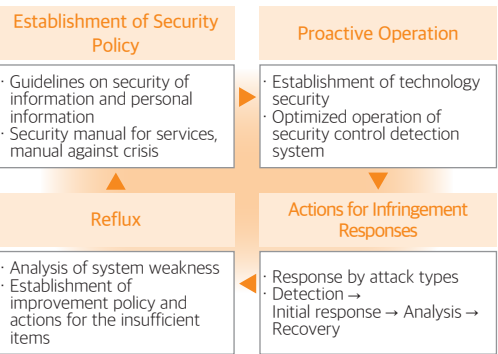 Establishment of Security
Policy
· Guidelines on security of
information and personal
information
· Security manual for services,
manual against crisis
Proactive Operation
· Establishment of technology
security
· Optimized operation of
security control detection
system
Actions for Infringement
Responses
· Response by attack types
· Detection →
Initial response → Analysis →
Recovery
Reflux
· Analysis of system weakness
· Establishment of
improvement policy and
actions for the insufficient
items